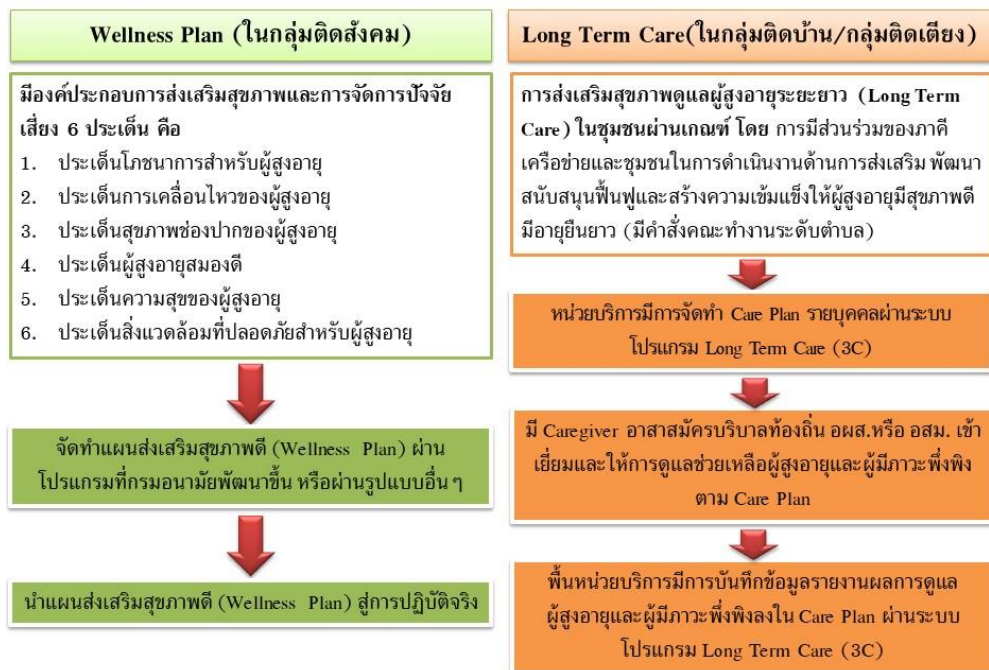 Wellness Plan (ในกลุ่มติดสังคม)
มีองค์ประกอบการส่งเสริมสุขภาพและการจัดการปัจจัย
เสี่ยง 6 ประเด็น คือ
1. ประเด็นโภชนาการสำหรับผู้สูงอายุ
2. ประเด็นการเคลื่อนไหวของผู้สูงอายุ
3. ประเด็นสุขภาพช่องปากของผู้สูงอายุ
4. ประเด็นผู้สูงอายุสมองดี
5. ประเด็นความสุขของผู้สูงอายุ
6. ประเด็นสิ่งแวดล้อมที่ปลอดภัยสำหรับผู้สูงอายุ
จัดทำแผนส่งเสริมสุขภาพดี (Wellness Plan) ผ่าน
โปรแกรมที่กรมอนามัยพัฒนาขึ้น หรือผ่านรูปแบบอื่น ๆ
นำแผนส่งเสริมสุขภาพดี (Wellness Plan) สู่การปฏิบัติจริง
Long Term Care(ในกลุ่มติดบ้าน/กลุ่มติดเตียง)
การส่งเสริมสุขภาพดูแลผู้สูงอายุระยะยาว (Long Term
Care) ในชุมชนผ่านเกณฑ์ โดย การมีส่วนร่วมของภาคี
เครือข่ายและชุมชนในการดำเนินงานด้านการส่งเสริม พัฒนา
สนับสนุนฟื้นฟูและสร้างความเข้มแข็งให้ผู้สูงอายุมีสุขภาพดี
มีอายุยืนยาว (มีคำสั่งคณะทำงานระดับตำบล)
หน่วยบริการมีการจัดทำ Care Plan รายบุคคลผ่านระบบ
โปรแกรม Long Term Care (3C)
มี Caregiver อาสาสมัครบริบาลท้องถิ่น อผส.หรือ อสม. เข้า
เยี่ยมและให้การดูแลช่วยเหลือผู้สูงอายุและผู้มีภาวะพึ่งพิง
ตาม Care Plan
พื้นหน่วยบริการมีการบันทึกข้อมูลรายงานผลการดูแล
ผู้สูงอายุและผู้มีภาวะพึ่งพิงลงใน Care Plan ผ่านระบบ
โปรแกรม Long Term Care (3C)